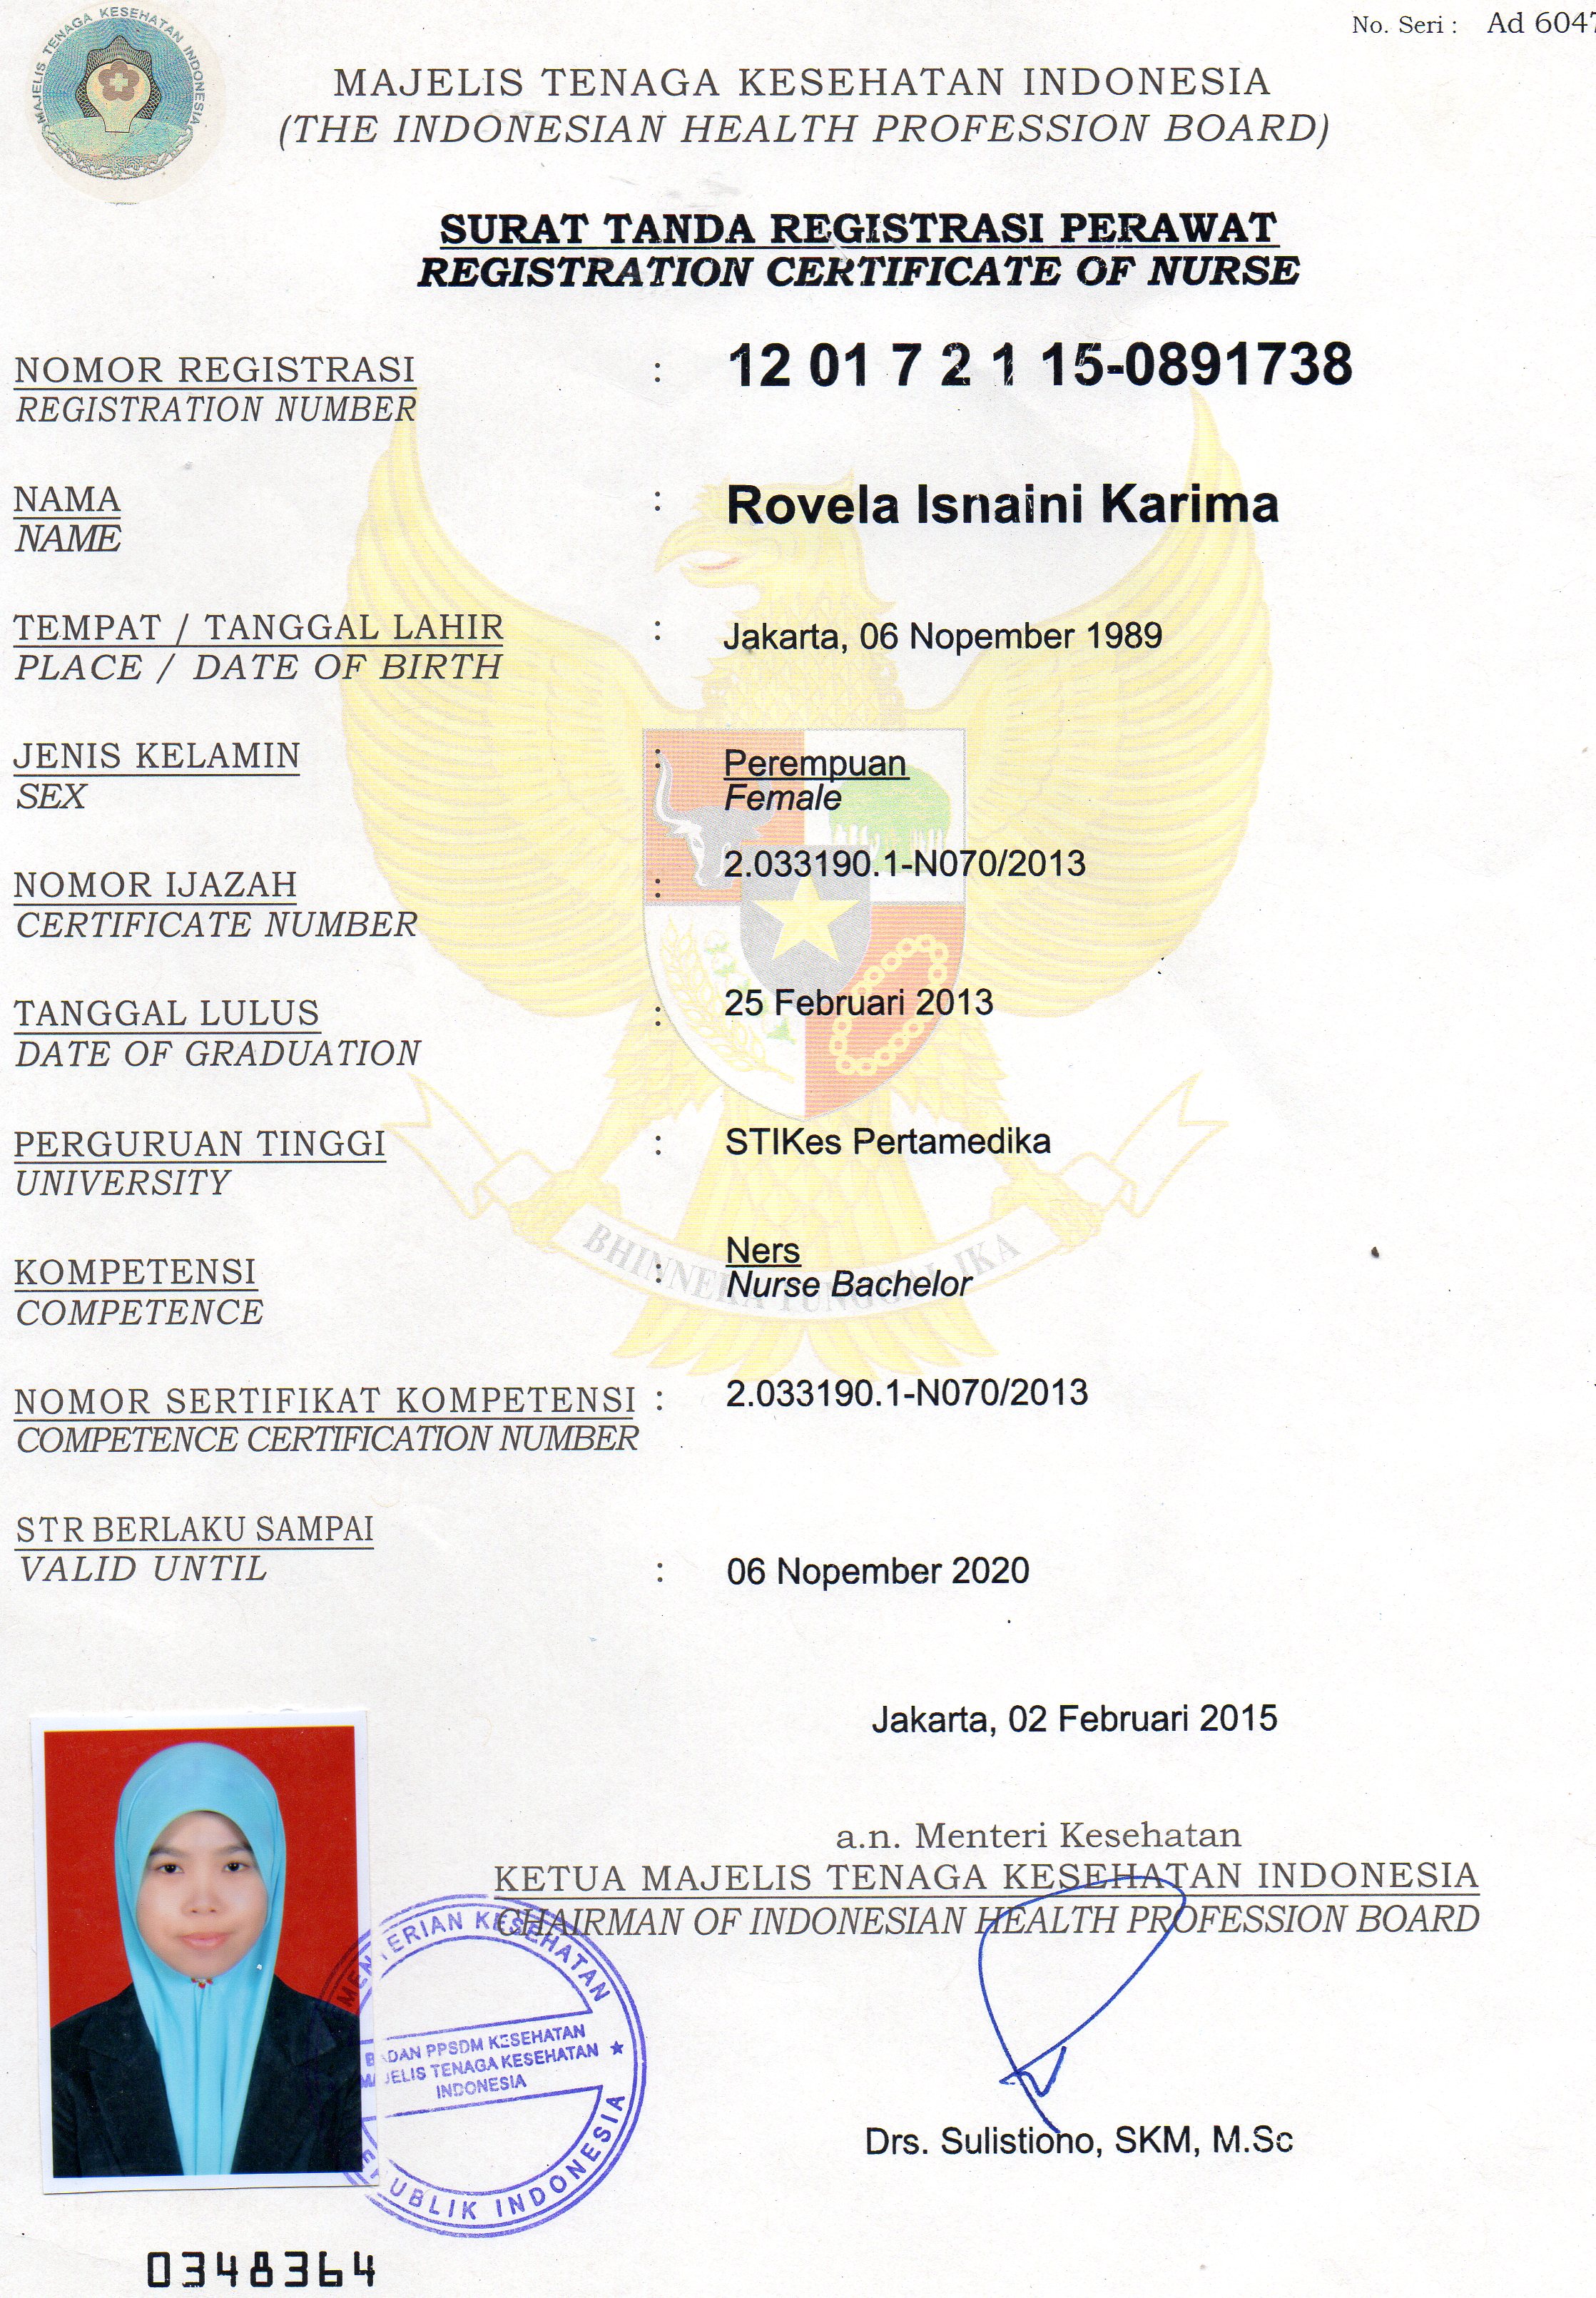 MAJELIS TENAGA KESEHATAN INDONESIA
No. Seri : Ad 6047
MAJELIS TENAGA KESEHATAN INDONESIA
(THE INDONESIAN HEALTH PROFESSION BOARD)
SURAT TANDA REGISTRASI PERAWAT
REGISTRATION CERTIFICATE OF NURSE
NOMOR REGISTRASI : 12 01 7 2 1 15-0891738
REGISTRATION NUMBER
NAMA : Rovela Isnaini Karima
NAME
TEMPAT / TANGGAL LAHIR : Jakarta, 06 Nopember 1989
PLACE / DATE OF BIRTH
JENIS KELAMIN : Perempuan
SEX Female
NOMOR IJAZAH : 2.033190.1-N070/2013
CERTIFICATE NUMBER
TANGGAL LULUS : 25 Februari 2013
DATE OF GRADUATION
PERGURUAN TINGGI : STIKes Pertamedika
UNIVERSITY
KOMPETENSI : Ners
COMPETENCE Nurse Bachelor
BHINNEKA TUNGGAL IKA
NOMOR SERTIFIKAT KOMPETENSI : 2.033190.1-N070/2013
COMPETENCE CERTIFICATION NUMBER
STR BERLAKU SAMPAI
VALID UNTIL : 06 Nopember 2020
Jakarta, 02 Februari 2015
a.n. Menteri Kesehatan
KETUA MAJELIS TENAGA KESEHATAN INDONESIA
CHAIRMAN OF INDONESIAN HEALTH PROFESSION BOARD
KEMENTERIAN KESEHATAN
BADAN PPSDM KESEHATAN
MAJELIS TENAGA KESEHATAN
INDONESIA
REPUBLIK INDONESIA
Drs. Sulistiono, SKM, M.Sc
0348364